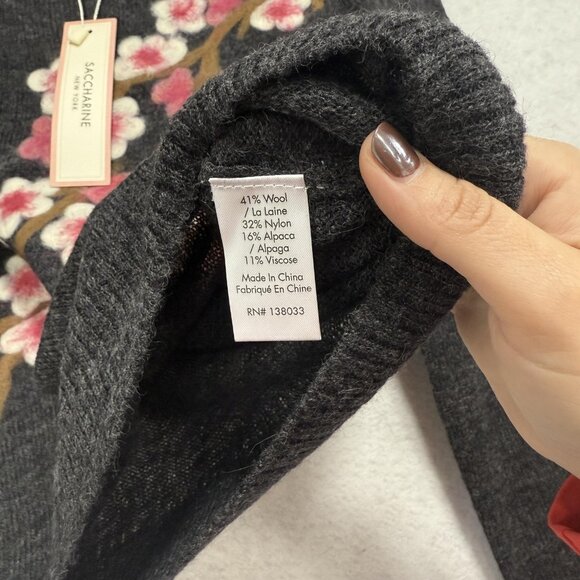 SACCHARINE
NEW YORK
41% Wool
/ La Laine
32% Nylon
16% Alpaca
/ Alpaga
11% Viscose
Made In China
Fabriqué En Chine
RN# 138033